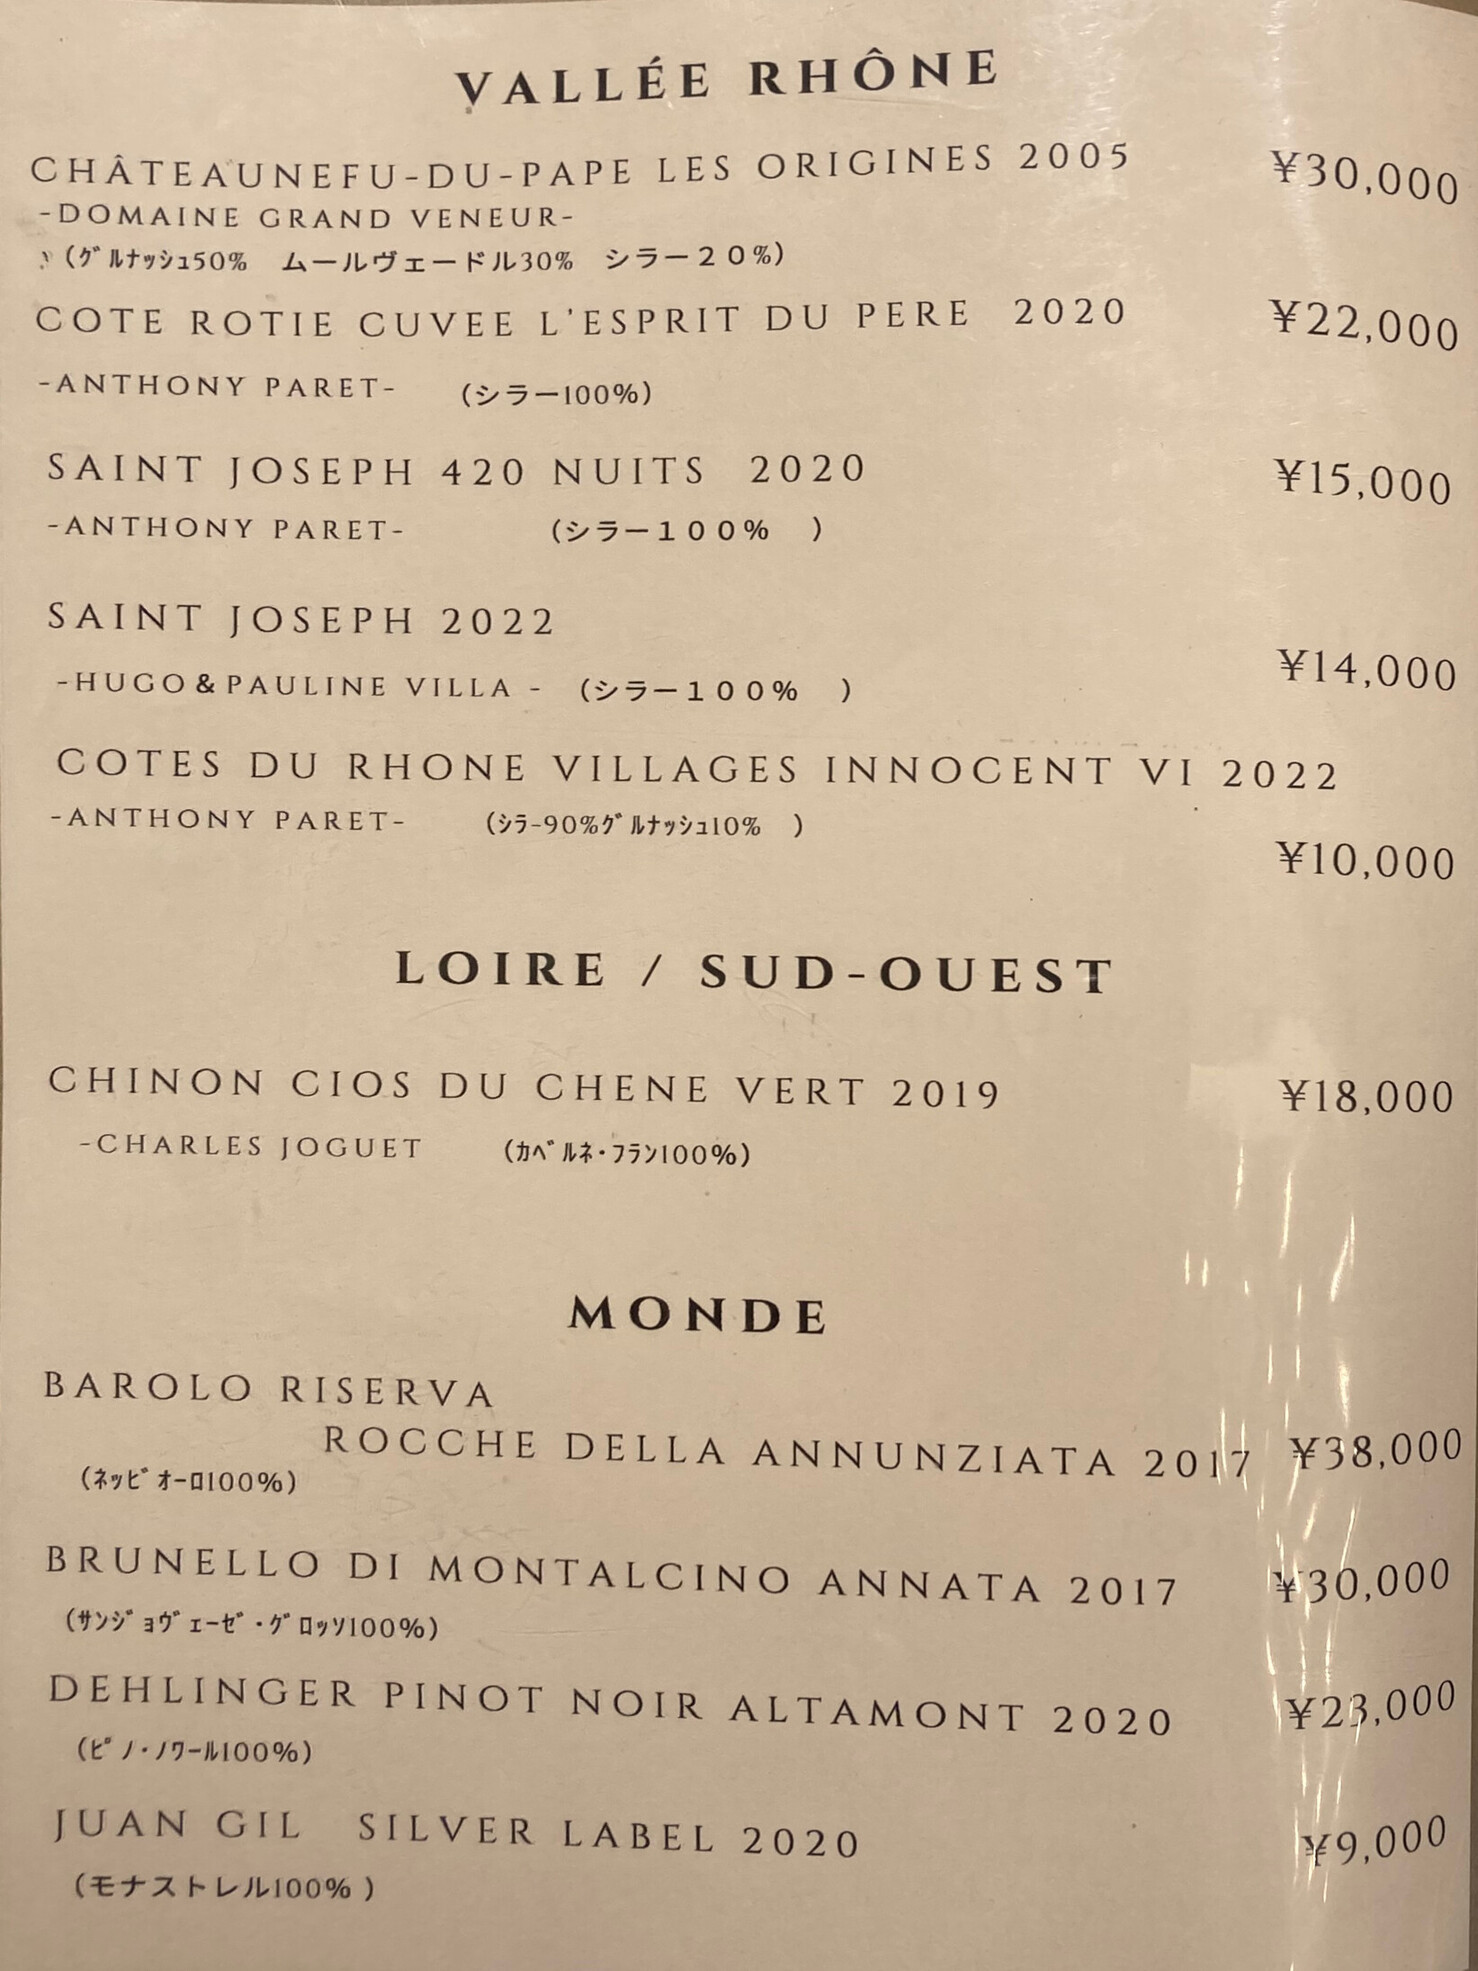 VALLÉE RHÔNE
CHÂTEAUNEFU-DU-PAPE LES ORIGINES 2005 ¥30,000
-DOMAINE GRAND VENEUR-
(ｸﾞﾙﾅｯｼｭ50%　ムールヴェードル30%　シラー２０%)
COTE ROTIE CUVEE L'ESPRIT DU PERE 2020 ¥22,000
-ANTHONY PARET- (シラー100%)
SAINT JOSEPH 420 NUITS 2020 ¥15,000
-ANTHONY PARET- (シラー１００% )
SAINT JOSEPH 2022
-HUGO&PAULINE VILLA - (シラー１００% ) ¥14,000
COTES DU RHONE VILLAGES INNOCENT VI 2022
-ANTHONY PARET- (ｼﾗ-90%ｸﾞﾙﾅｯｼｭ10% )
¥10,000
LOIRE / SUD-OUEST
CHINON CIOS DU CHENE VERT 2019 ¥18,000
-CHARLES JOGUET (ｶﾍﾞﾙﾈ･ﾌﾗﾝ100%)
MONDE
BAROLO RISERVA
ROCCHE DELLA ANNUNZIATA 2017 ¥38,000
(ﾈｯﾋﾞｵｰﾛ100%)
BRUNELLO DI MONTALCINO ANNATA 2017 ¥30,000
(ｻﾝｼﾞｮｳﾞｪｰｾﾞ･ｸﾞﾛｯｿ100%)
DEHLINGER PINOT NOIR ALTAMONT 2020 ¥23,000
(ﾋﾟﾉ･ﾉﾜｰﾙ100%)
JUAN GIL SILVER LABEL 2020 ¥9,000
(モナストレル100% )